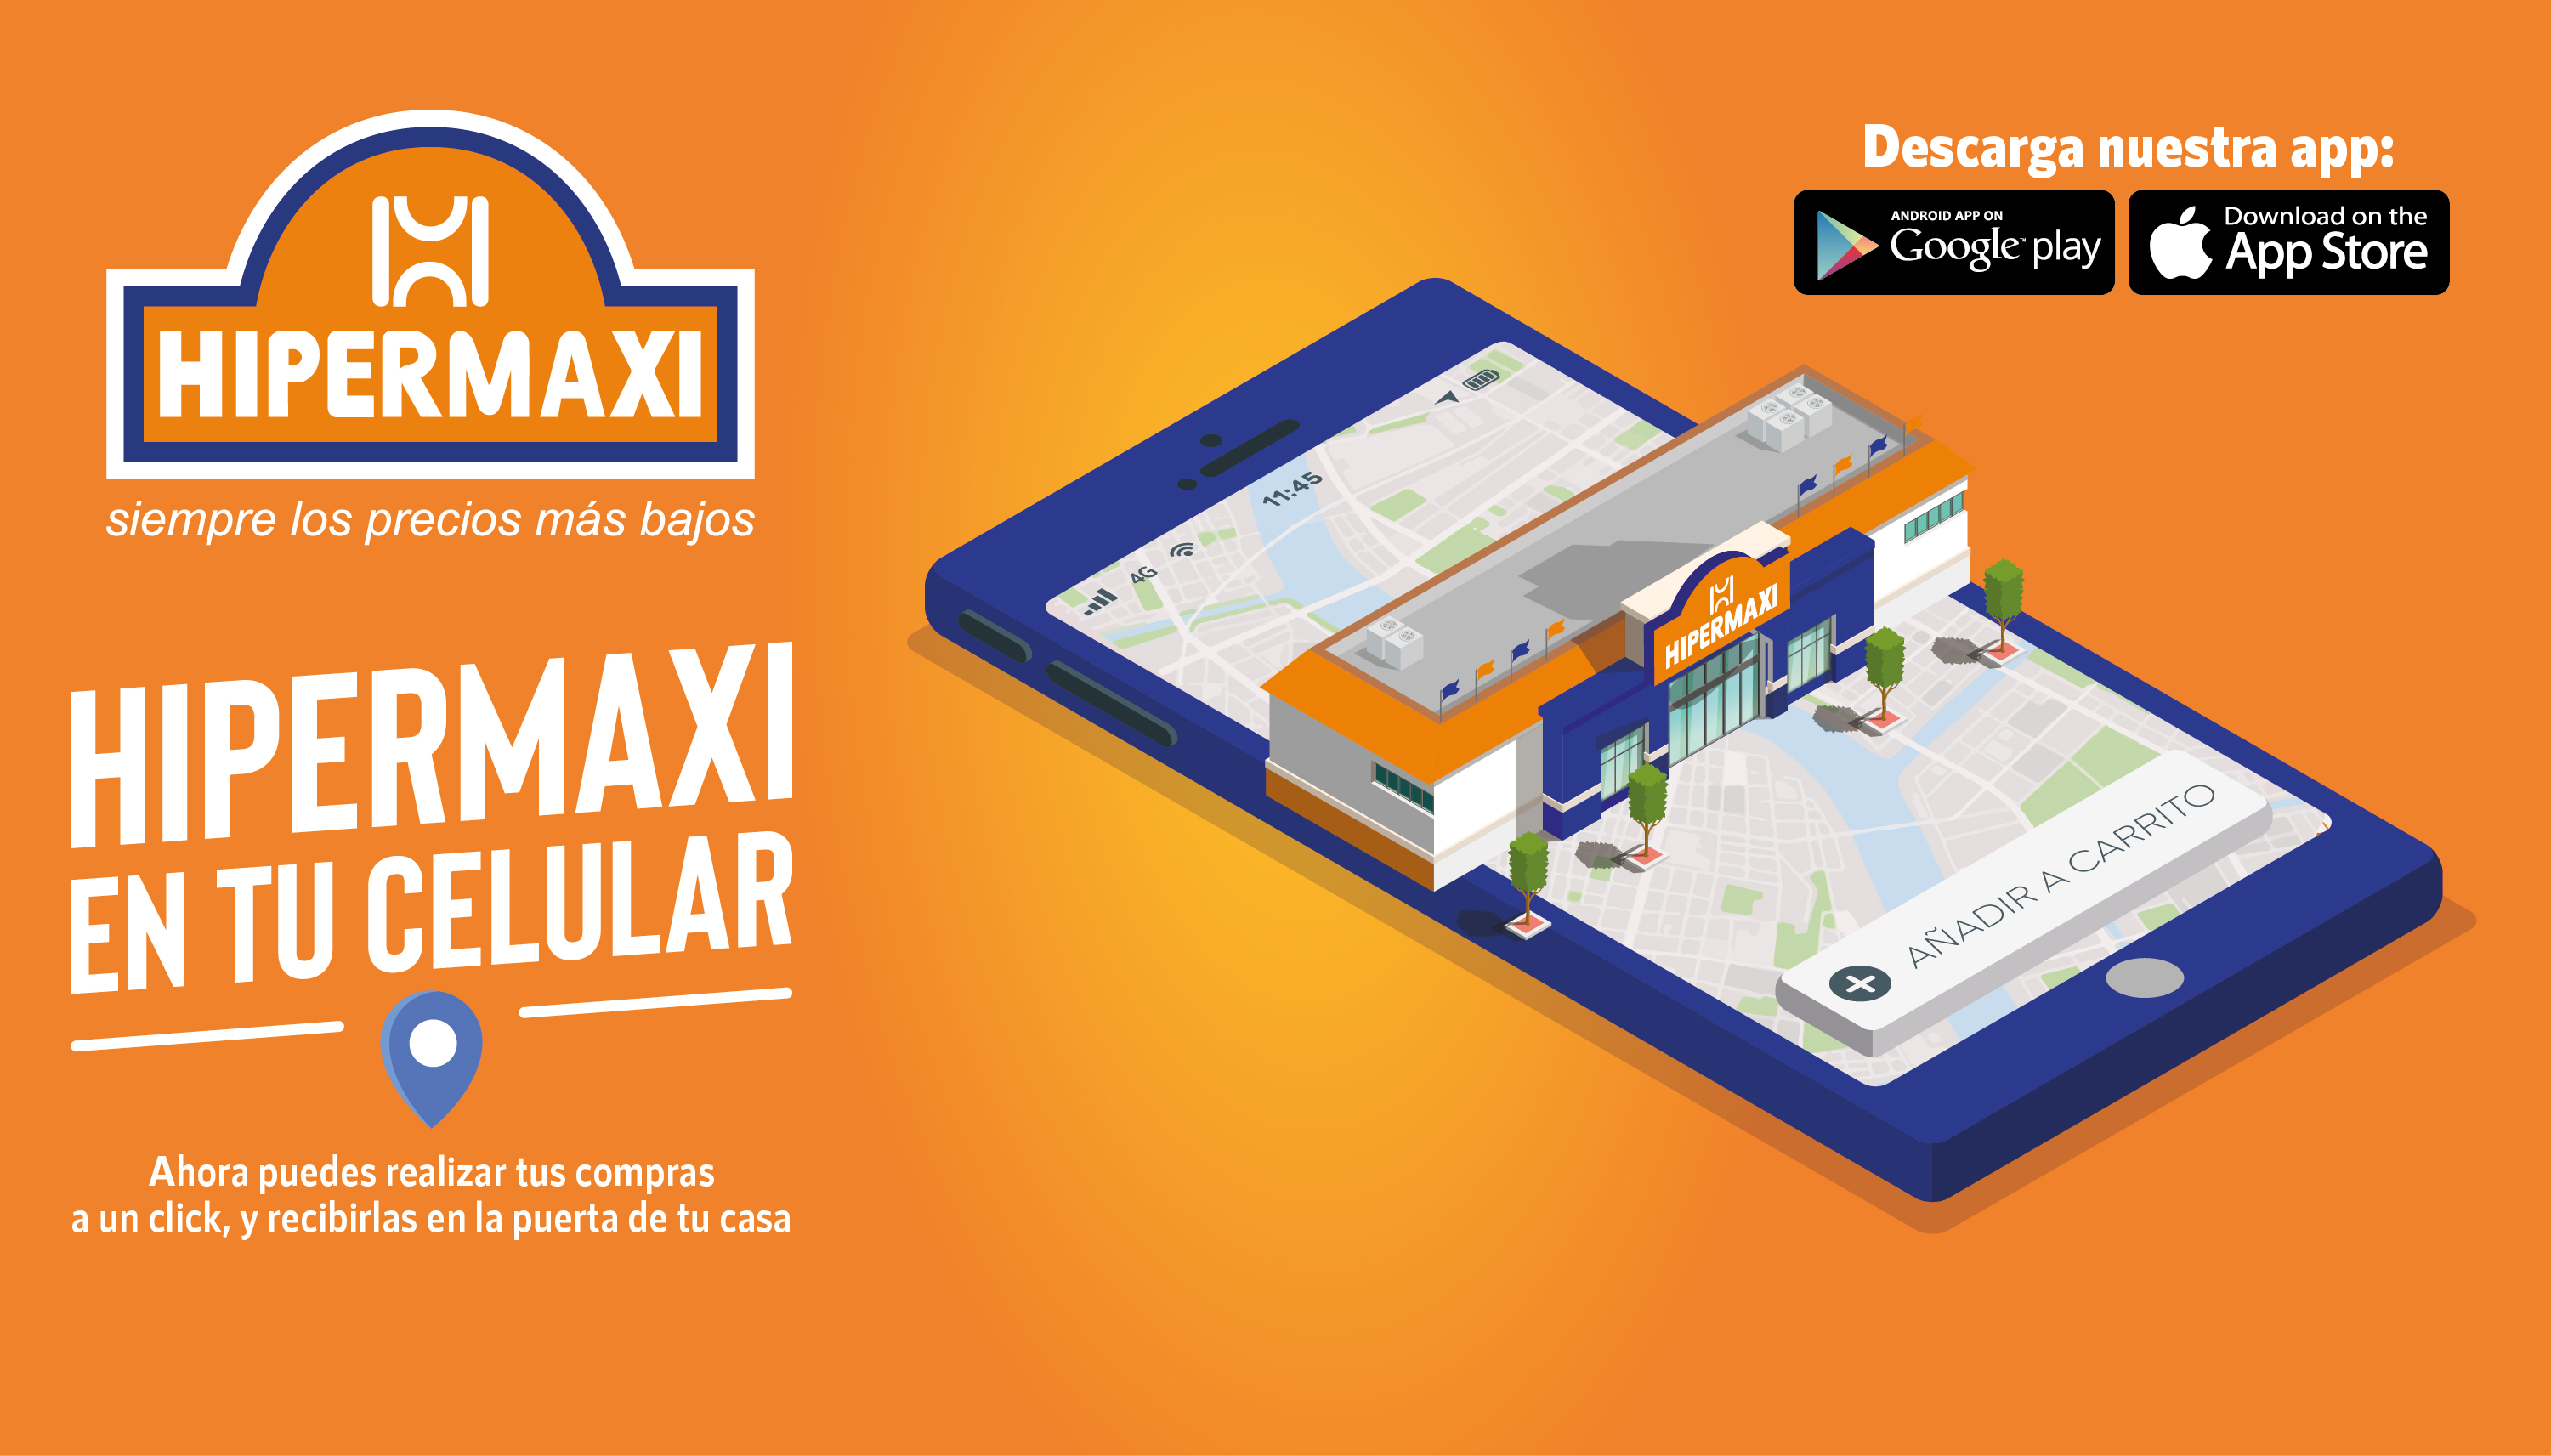 HIPERMAXI
siempre los precios más bajos
HIPERMAXI
EN TU CELULAR
Ahora puedes realizar tus compras
a un click, y recibirlas en la puerta de tu casa
Descarga nuestra app:
ANDROID APP ON
Google™ play
Download on the
App Store
4G
11:45
HIPERMAXI
AÑADIR A CARRITO